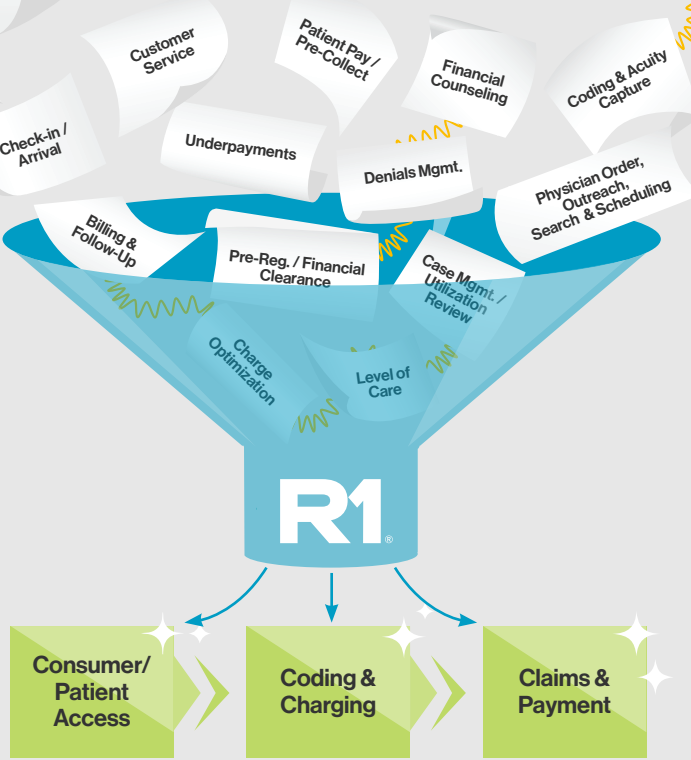 Customer
Service
Patient Pay /
Pre-Collect
Financial
Counseling
Coding & Acuity
Capture
Check-in /
Arrival
Underpayments
Denials Mgmt.
Physician Order,
Outreach,
Search & Scheduling
Billing &
Follow-Up
Pre-Reg. / Financial
Clearance
Case Mgmt. /
Utilization
Review
Charge
Optimization
Level of
Care
R1®
Consumer/
Patient
Access
Coding &
Charging
Claims &
Payment